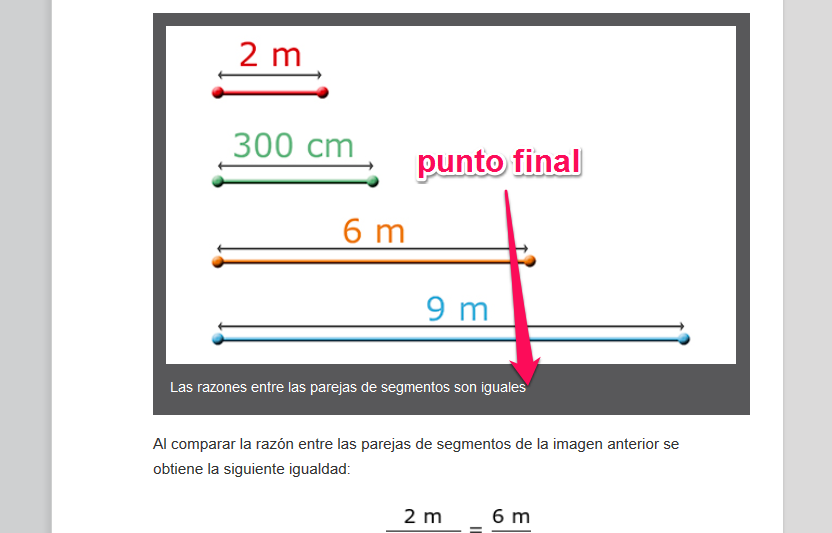 2 m
300 cm
punto final
6 m
9 m
Las razones entre las parejas de segmentos son iguales
Al comparar la razón entre las parejas de segmentos de la imagen anterior se
obtiene la siguiente igualdad:
2 m = 6 m